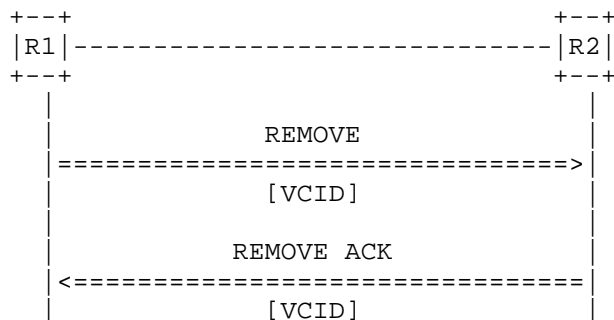 +--+                              +--+
|R1|------------------------------|R2|
+--+                              +--+
  |                                |
  |             REMOVE             |
  |===============================>|
  |             [VCID]             |
  |                                |
  |           REMOVE ACK           |
  |<===============================|
  |             [VCID]             |